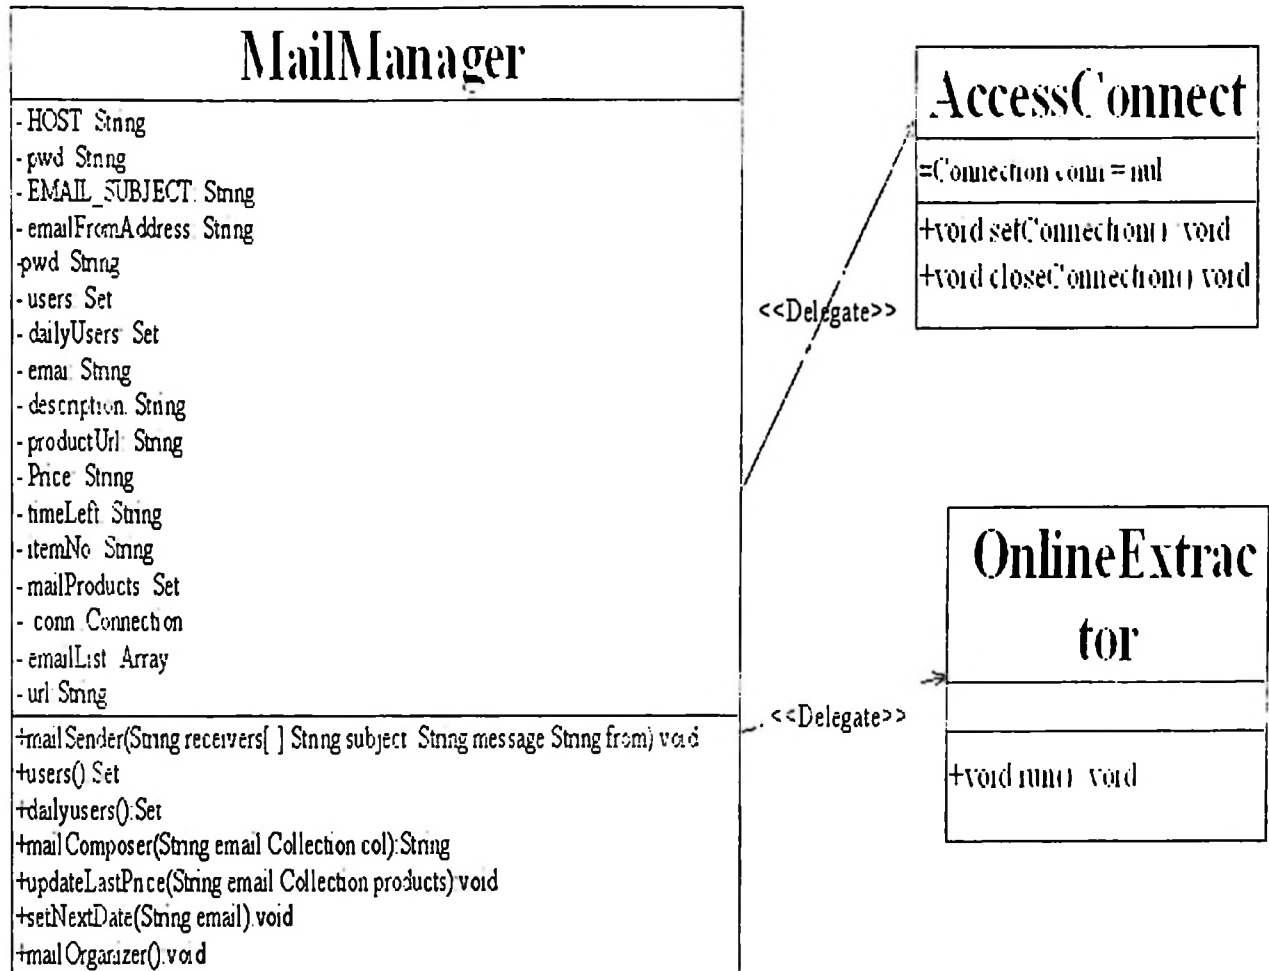 MailManager
- HOST String
- pwd String
- EMAIL_SUBJECT: String
- emailFromAddress String
-pwd String
- users: Set
- dailyUsers: Set
- emai: String
- description: String
- productUrl: String
- Price: String
- timeLeft: String
- itemNo String
- mailProducts Set
- conn Connection
- emailList Array
- url String
+mailSender(String receivers[ ] String subject String message String from) void
+users() Set
+dailyusers():Set
+mailComposer(String email Collection col):String
+updateLastPrice(String email Collection products) void
+setNextDate(String email).void
+mailOrganizer().void
<<Delegate>>
<<Delegate>>
AccessConnect
=Connection conn = nul
+void setConnection() void
+void closeConnection() void
OnlineExtrac
tor
+void run() void